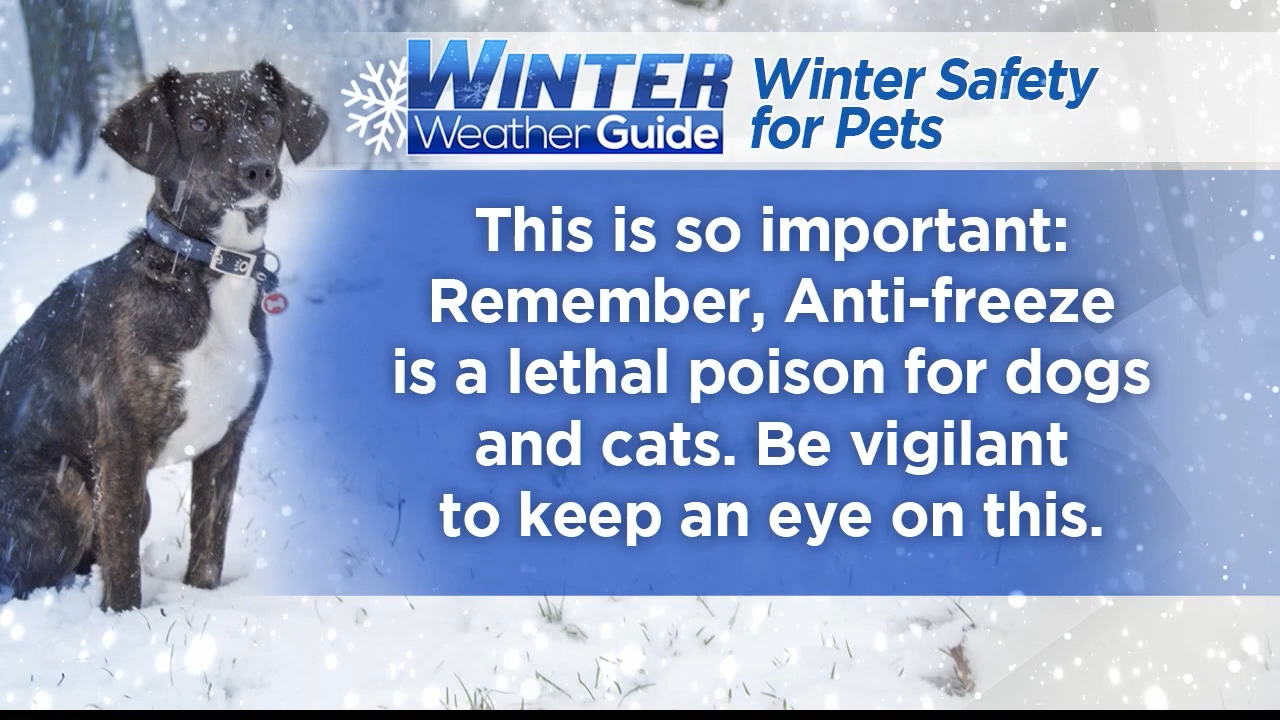 WINTER
Weather Guide
Winter Safety
for Pets
This is so important:
Remember, Anti-freeze
is a lethal poison for dogs
and cats. Be vigilant
to keep an eye on this.